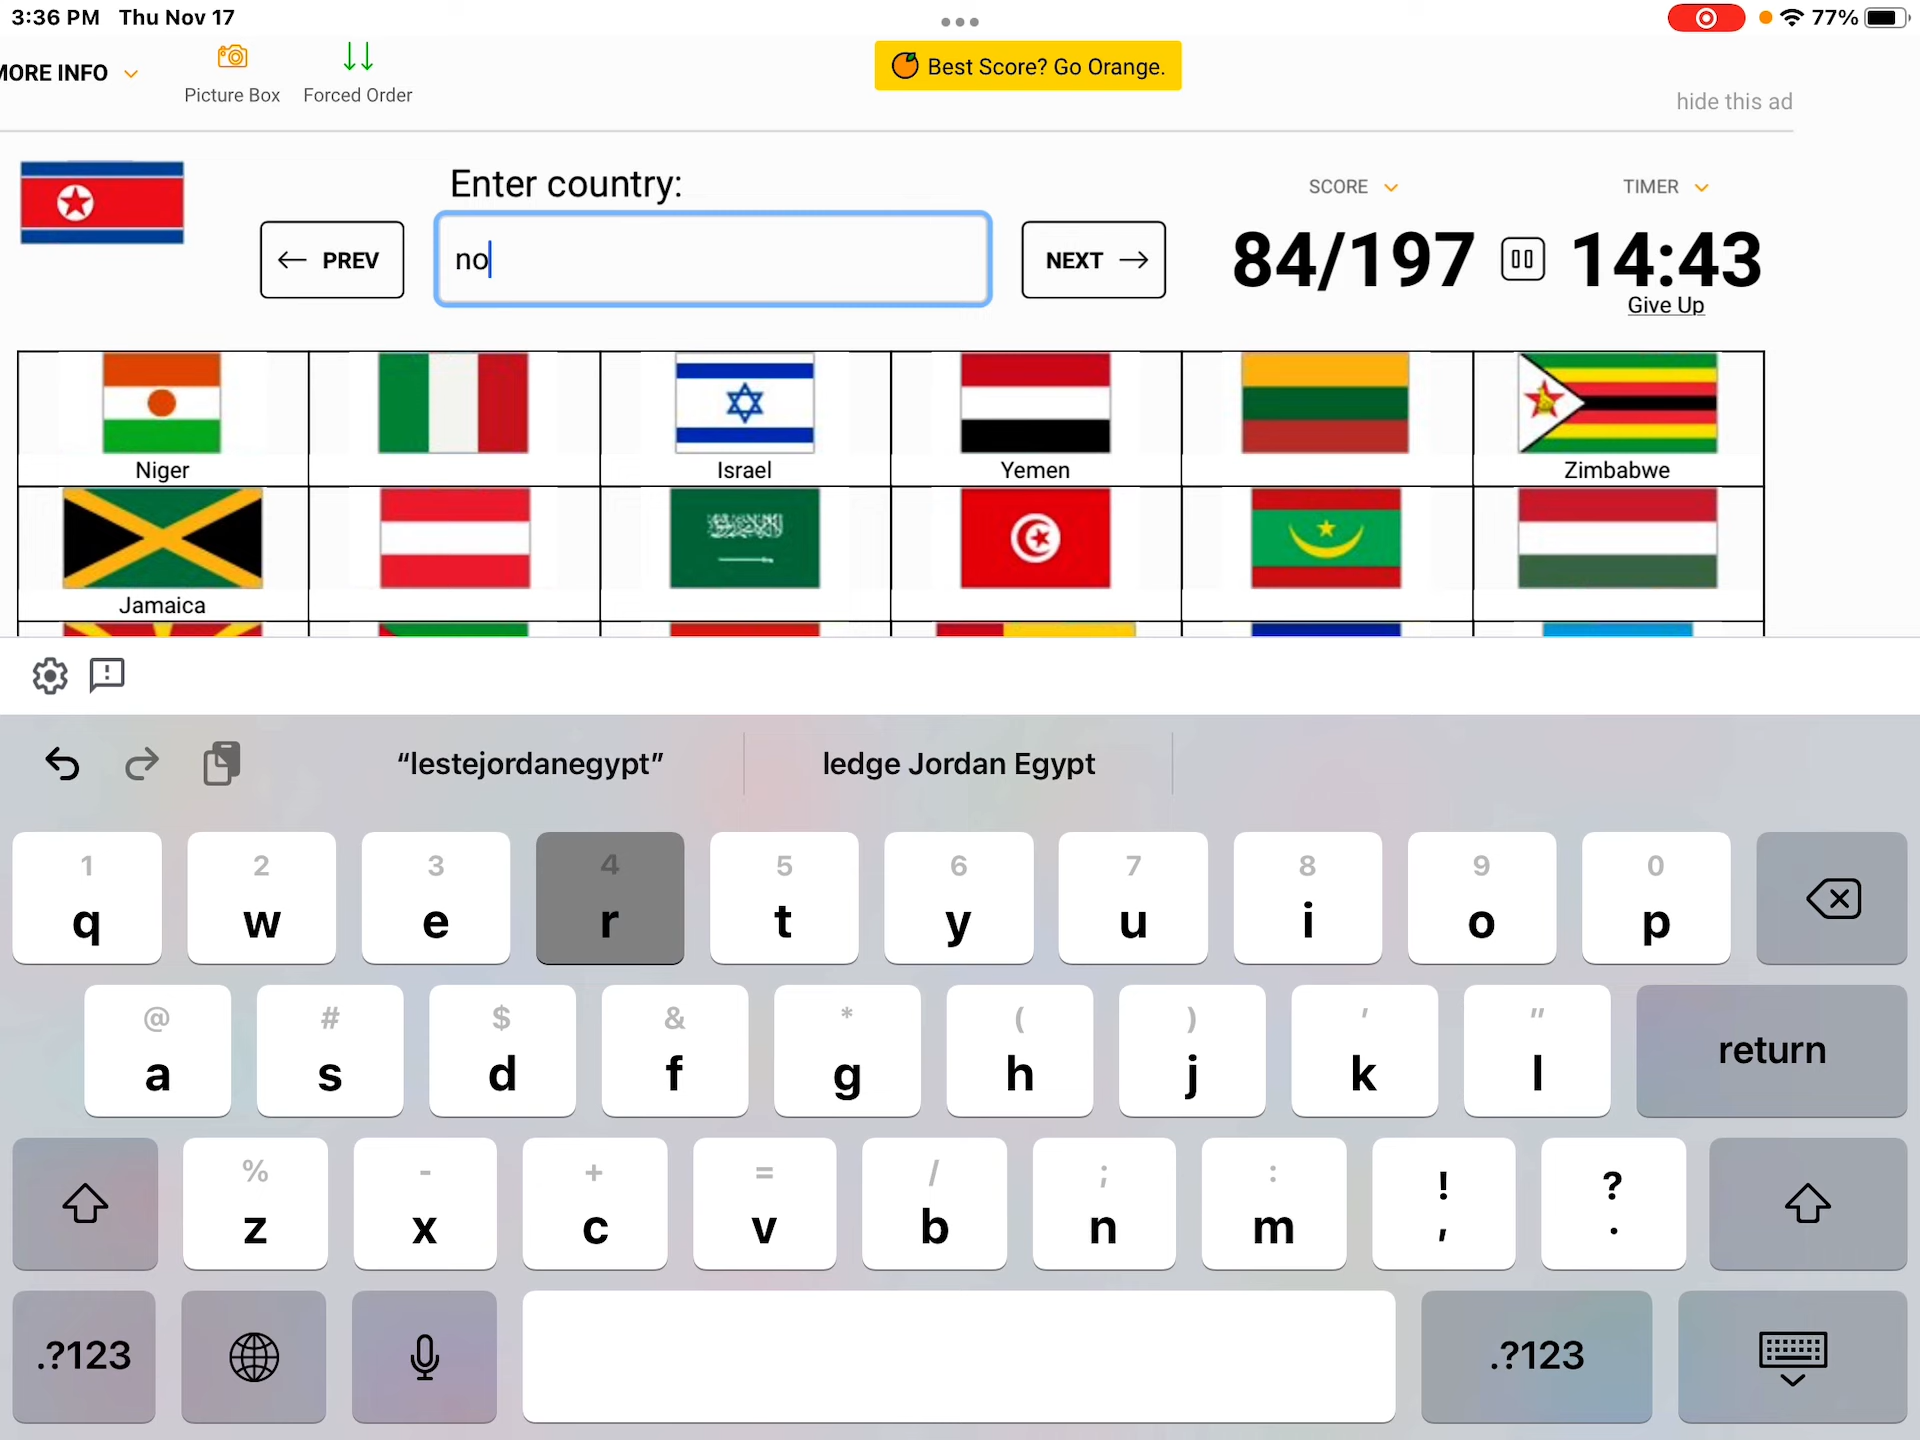 3:36 PM Thu Nov 17
77%
MORE INFO
Picture Box
Forced Order
Best Score? Go Orange.
hide this ad
Enter country:
← PREV
no
NEXT →
SCORE
84/197
TIMER
14:43
Give Up
Niger
Israel
Yemen
Zimbabwe
Jamaica
“lestejordanegypt”
ledge Jordan Egypt
1 2 3 4 5 6 7 8 9 0
q w e r t y u i o p
@ # $ & * ( ) ' "
a s d f g h j k l return
% - + = / ; : ! ?
z x c v b n m , .
.?123 .?123